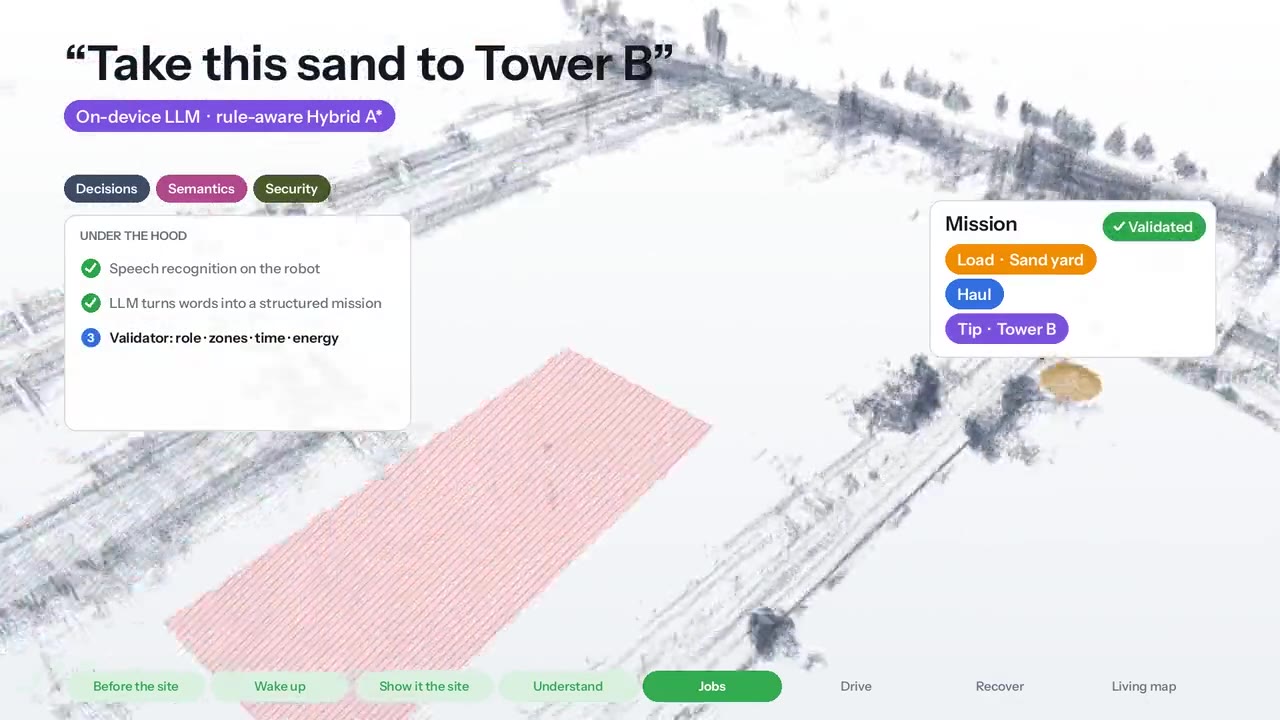 “Take this sand to Tower B”
On-device LLM · rule-aware Hybrid A*
Decisions
Semantics
Security
UNDER THE HOOD
Speech recognition on the robot
LLM turns words into a structured mission
3 Validator: role · zones · time · energy
Mission
✓ Validated
Load · Sand yard
Haul
Tip · Tower B
Before the site
Wake up
Show it the site
Understand
Jobs
Drive
Recover
Living map